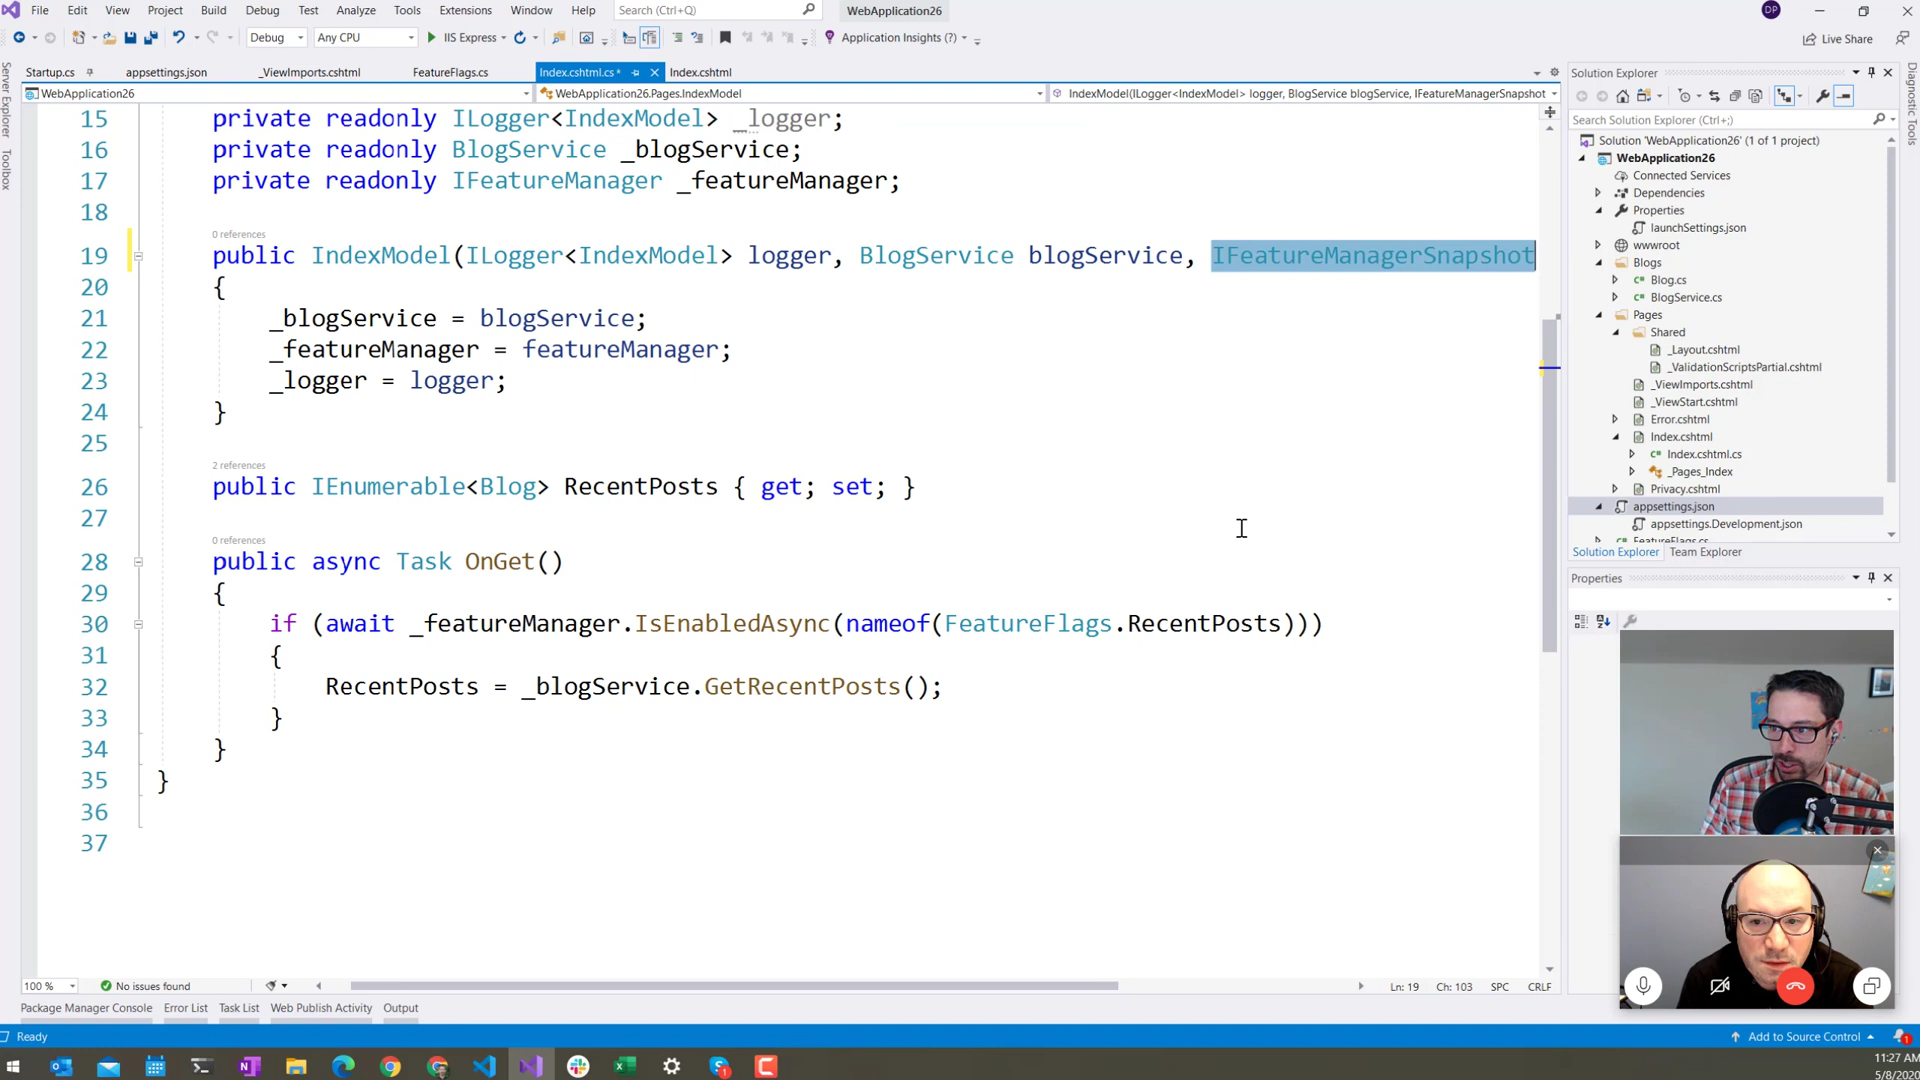 File Edit View Project Build Debug Test Analyze Tools Extensions Window Help Search (Ctrl+Q) WebApplication26 DP
Debug Any CPU IIS Express Application Insights (?) Live Share
Startup.cs appsettings.json _ViewImports.cshtml FeatureFlags.cs Index.cshtml.cs * Index.cshtml
WebApplication26 WebApplication26.Pages.IndexModel IndexModel(ILogger<IndexModel> logger, BlogService blogService, IFeatureManagerSnapshot
Server Explorer
Toolbox
15 private readonly ILogger<IndexModel> _logger;
16 private readonly BlogService _blogService;
17 private readonly IFeatureManager _featureManager;
18
0 references
19 public IndexModel(ILogger<IndexModel> logger, BlogService blogService, IFeatureManagerSnapshot
20 {
21 _blogService = blogService;
22 _featureManager = featureManager;
23 _logger = logger;
24 }
25
2 references
26 public IEnumerable<Blog> RecentPosts { get; set; }
27
0 references
28 public async Task OnGet()
29 {
30 if (await _featureManager.IsEnabledAsync(nameof(FeatureFlags.RecentPosts)))
31 {
32 RecentPosts = _blogService.GetRecentPosts();
33 }
34 }
35 }
36
37
100 % No issues found Ln: 19 Ch: 103 SPC CRLF
Package Manager Console Error List Task List Web Publish Activity Output
Ready Add to Source Control 1
Solution Explorer
Search Solution Explorer (Ctrl+;)
Solution 'WebApplication26' (1 of 1 project)
WebApplication26
Connected Services
Dependencies
Properties
launchSettings.json
wwwroot
Blogs
Blog.cs
BlogService.cs
Pages
Shared
_Layout.cshtml
_ValidationScriptsPartial.cshtml
_ViewImports.cshtml
_ViewStart.cshtml
Error.cshtml
Index.cshtml
Index.cshtml.cs
_Pages_Index
Privacy.cshtml
appsettings.json
appsettings.Development.json
FeatureFlags.cs
Solution Explorer Team Explorer
Properties
Diagnostic Tools
11:27 AM
5/8/2020